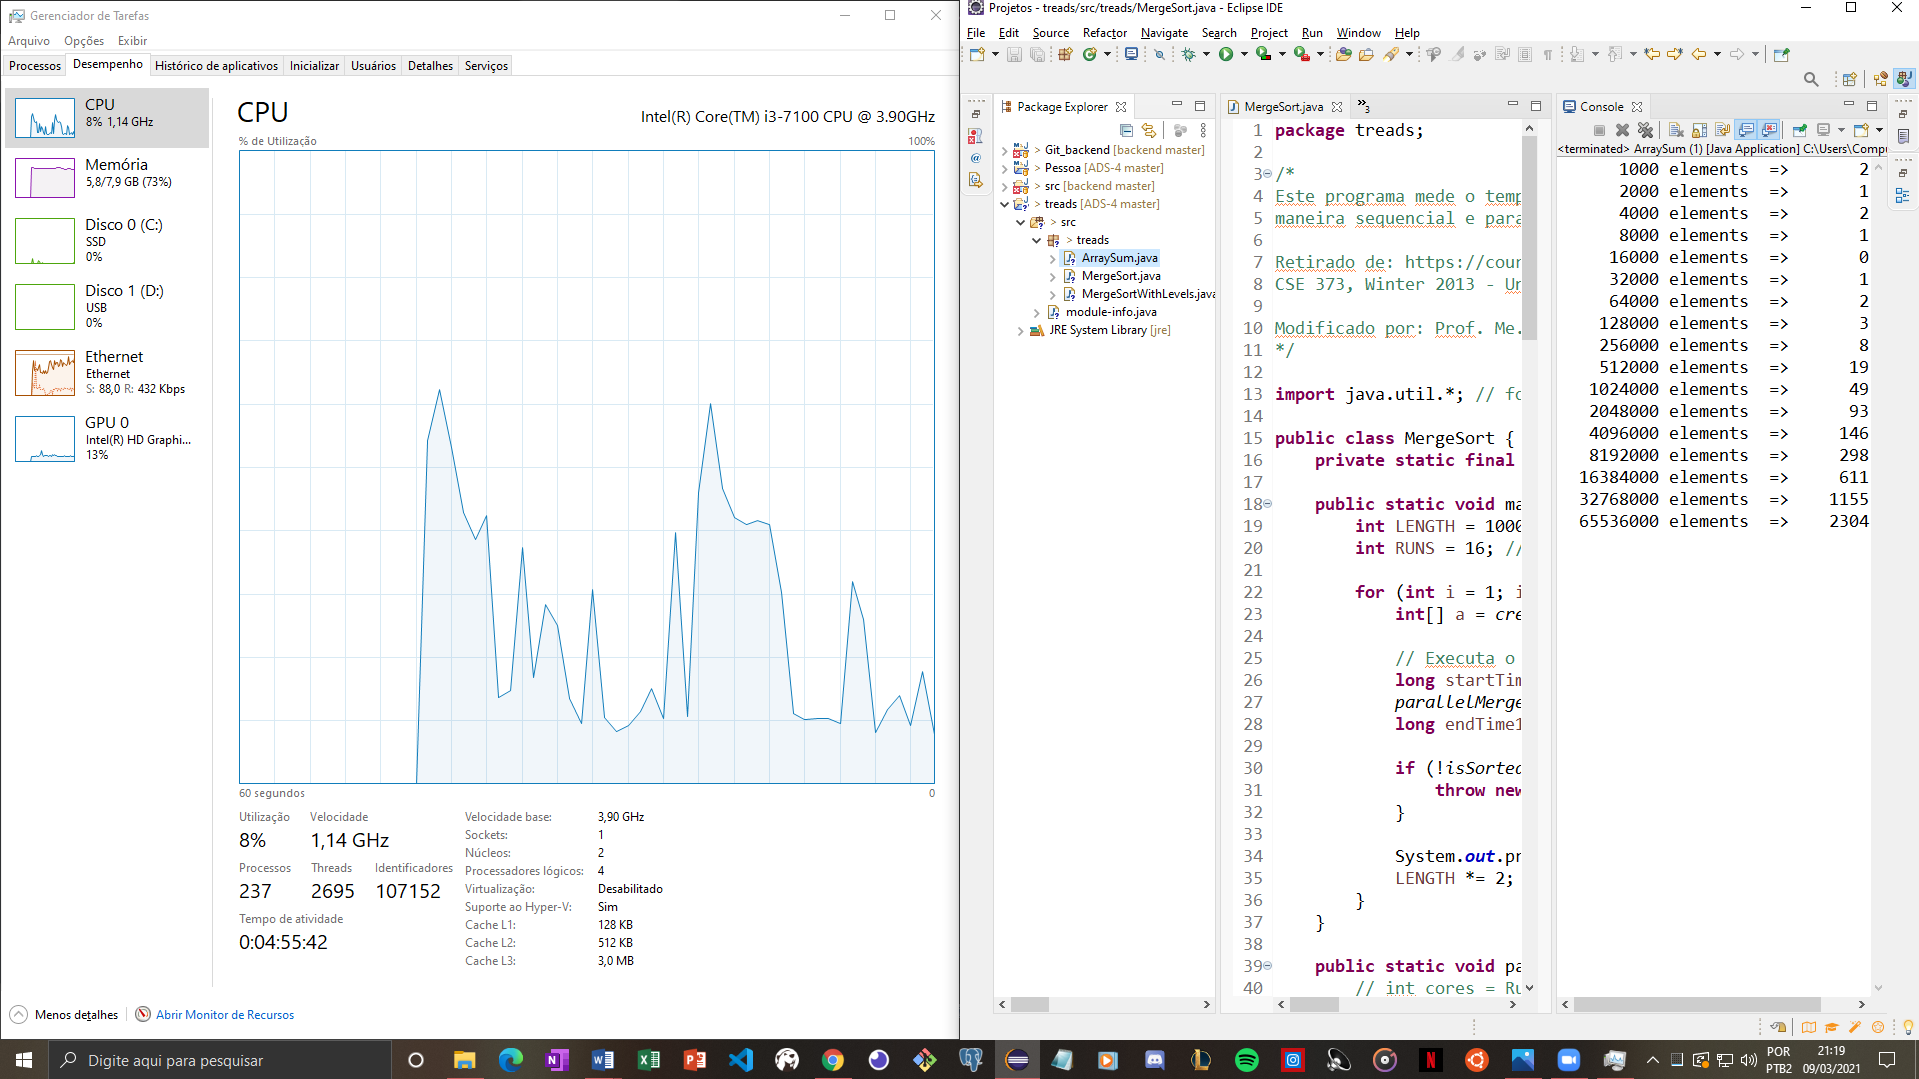 Gerenciador de Tarefas
Arquivo Opções Exibir
Processos Desempenho Histórico de aplicativos Inicializar Usuários Detalhes Serviços
CPU
8% 1,14 GHz
Memória
5,8/7,9 GB (73%)
Disco 0 (C:)
SSD
0%
Disco 1 (D:)
USB
0%
Ethernet
Ethernet
S: 88,0 R: 432 Kbps
GPU 0
Intel(R) HD Graphi...
13%
CPU
Intel(R) Core(TM) i3-7100 CPU @ 3.90GHz
% de Utilização 100%
60 segundos 0
Utilização Velocidade
8% 1,14 GHz
Processos Threads Identificadores
237 2695 107152
Tempo de atividade
0:04:55:42
Velocidade base: 3,90 GHz
Sockets: 1
Núcleos: 2
Processadores lógicos: 4
Virtualização: Desabilitado
Suporte ao Hyper-V: Sim
Cache L1: 128 KB
Cache L2: 512 KB
Cache L3: 3,0 MB
Menos detalhes Abrir Monitor de Recursos
Projetos - treads/src/treads/MergeSort.java - Eclipse IDE
File Edit Source Refactor Navigate Search Project Run Window Help
Package Explorer
> Git_backend [backend master]
> Pessoa [ADS-4 master]
> src [backend master]
> treads [ADS-4 master]
> src
> treads
ArraySum.java
MergeSort.java
MergeSortWithLevels.java
module-info.java
JRE System Library [jre]
MergeSort.java »3
1 package treads;
2
3 /*
4 Este programa mede o temp
5 maneira sequencial e para
6
7 Retirado de: https://cour
8 CSE 373, Winter 2013 - Un
9
10 Modificado por: Prof. Me.
11 */
12
13 import java.util.*; // fo
14
15 public class MergeSort {
16 private static final
17
18 public static void ma
19 int LENGTH = 1000
20 int RUNS = 16; //
21
22 for (int i = 1; i
23 int[] a = cre
24
25 // Executa o
26 long startTim
27 parallelMerge
28 long endTime1
29
30 if (!isSorted
31 throw new
32 }
33
34 System.out.pr
35 LENGTH *= 2;
36 }
37 }
38
39 public static void pa
40 // int cores = Ru
Console
<terminated> ArraySum (1) [Java Application] C:\Users\Compu
1000 elements => 2
2000 elements => 1
4000 elements => 2
8000 elements => 1
16000 elements => 0
32000 elements => 1
64000 elements => 2
128000 elements => 3
256000 elements => 8
512000 elements => 19
1024000 elements => 49
2048000 elements => 93
4096000 elements => 146
8192000 elements => 298
16384000 elements => 611
32768000 elements => 1155
65536000 elements => 2304
Digite aqui para pesquisar
POR
PTB2
21:19
09/03/2021